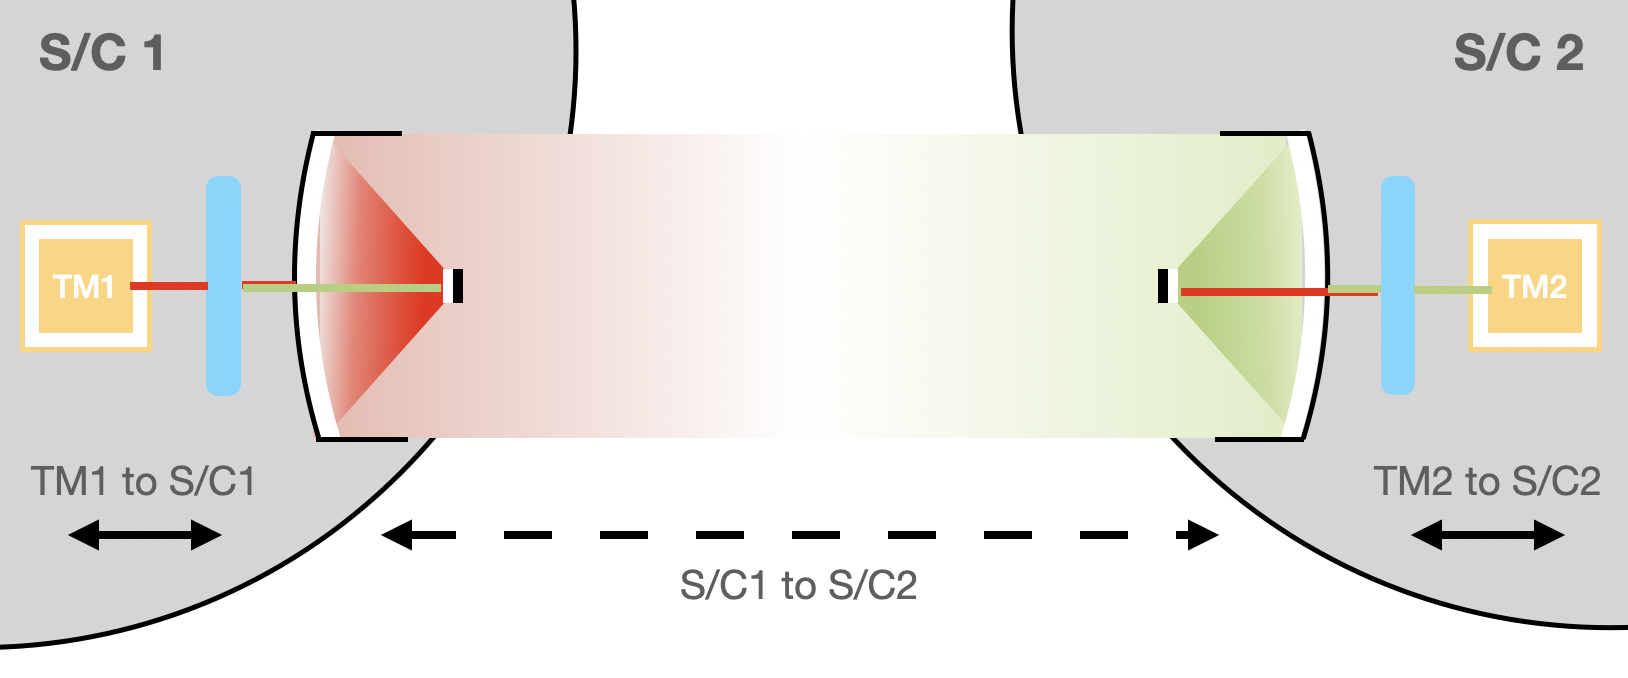 S/C 1
S/C 2
TM1
TM2
TM1 to S/C1
TM2 to S/C2
S/C1 to S/C2